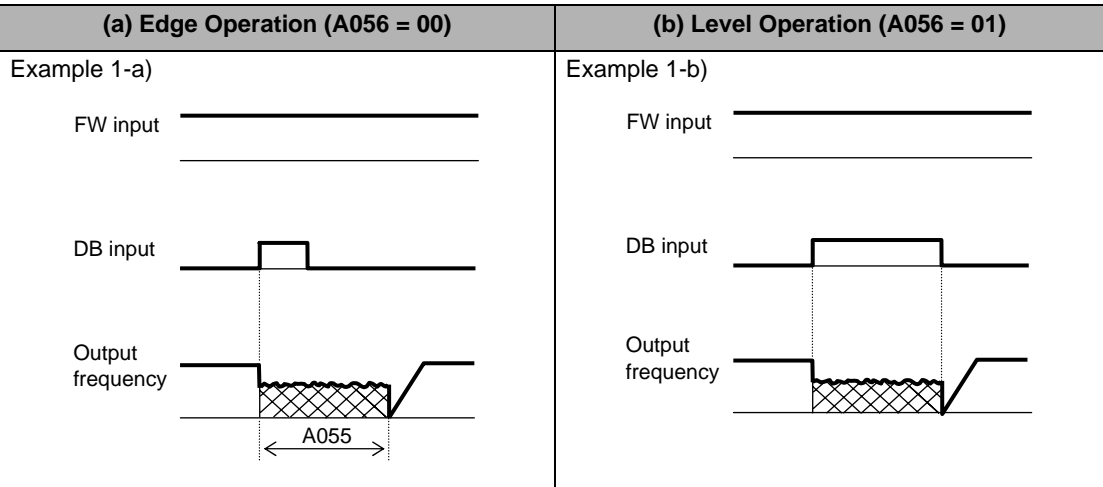 (a) Edge Operation (A056 = 00)
(b) Level Operation (A056 = 01)
Example 1-a)
FW input
DB input
Output
frequency
A055
Example 1-b)
FW input
DB input
Output
frequency